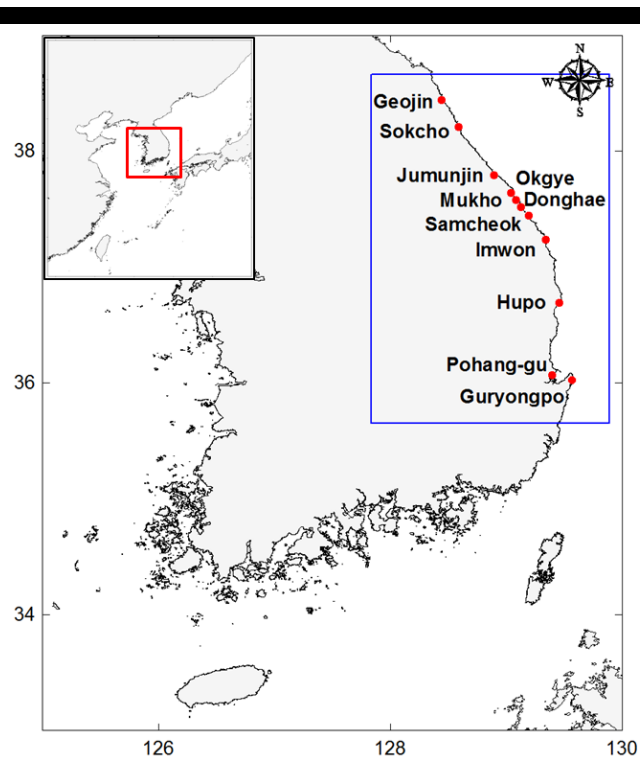 N
W E
S
38
36
34
126 128 130
Geojin
Sokcho
Jumunjin Okgye
Mukho Donghae
Samcheok
Imwon
Hupo
Pohang-gu
Guryongpo